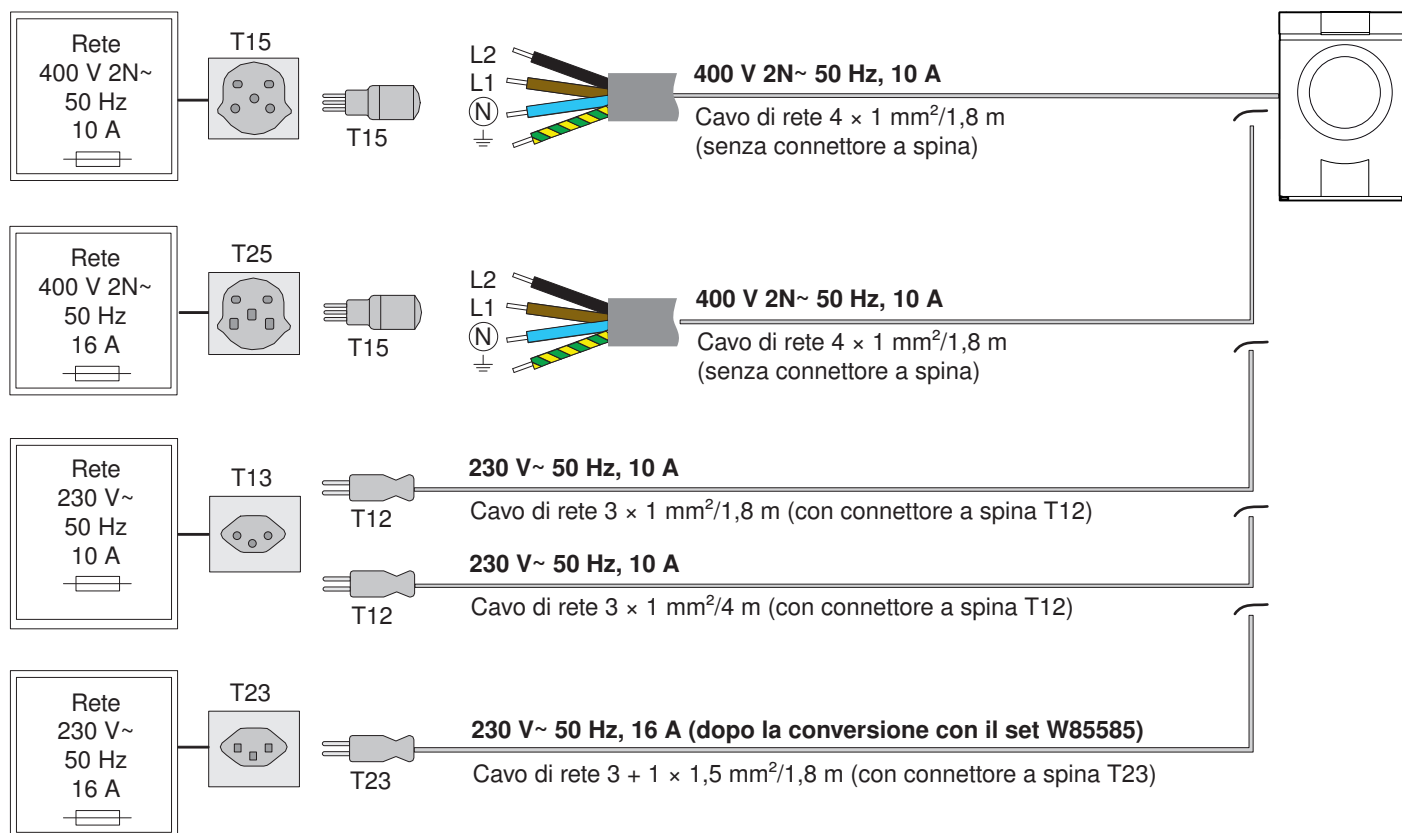 Rete
400 V 2N~
50 Hz
10 A
T15
T15
L2
L1
N
400 V 2N~ 50 Hz, 10 A
Cavo di rete 4 × 1 mm²/1,8 m
(senza connettore a spina)
Rete
400 V 2N~
50 Hz
16 A
T25
T15
L2
L1
N
400 V 2N~ 50 Hz, 10 A
Cavo di rete 4 × 1 mm²/1,8 m
(senza connettore a spina)
Rete
230 V~
50 Hz
10 A
T13
T12
230 V~ 50 Hz, 10 A
Cavo di rete 3 × 1 mm²/1,8 m (con connettore a spina T12)
T12
230 V~ 50 Hz, 10 A
Cavo di rete 3 × 1 mm²/4 m (con connettore a spina T12)
Rete
230 V~
50 Hz
16 A
T23
T23
230 V~ 50 Hz, 16 A (dopo la conversione con il set W85585)
Cavo di rete 3 + 1 × 1,5 mm²/1,8 m (con connettore a spina T23)